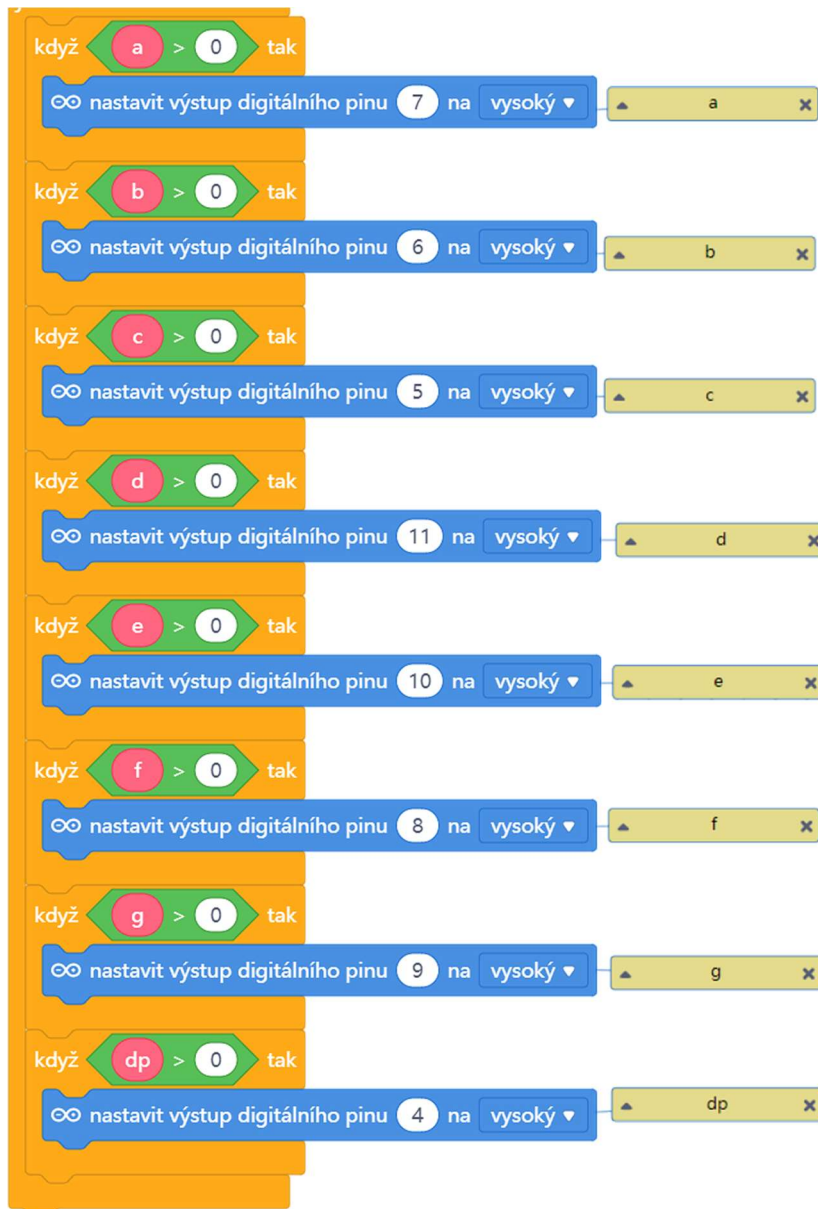 když a > 0 tak
nastavit výstup digitálního pinu 7 na vysoký a
když b > 0 tak
nastavit výstup digitálního pinu 6 na vysoký b
když c > 0 tak
nastavit výstup digitálního pinu 5 na vysoký c
když d > 0 tak
nastavit výstup digitálního pinu 11 na vysoký d
když e > 0 tak
nastavit výstup digitálního pinu 10 na vysoký e
když f > 0 tak
nastavit výstup digitálního pinu 8 na vysoký f
když g > 0 tak
nastavit výstup digitálního pinu 9 na vysoký g
když dp > 0 tak
nastavit výstup digitálního pinu 4 na vysoký dp